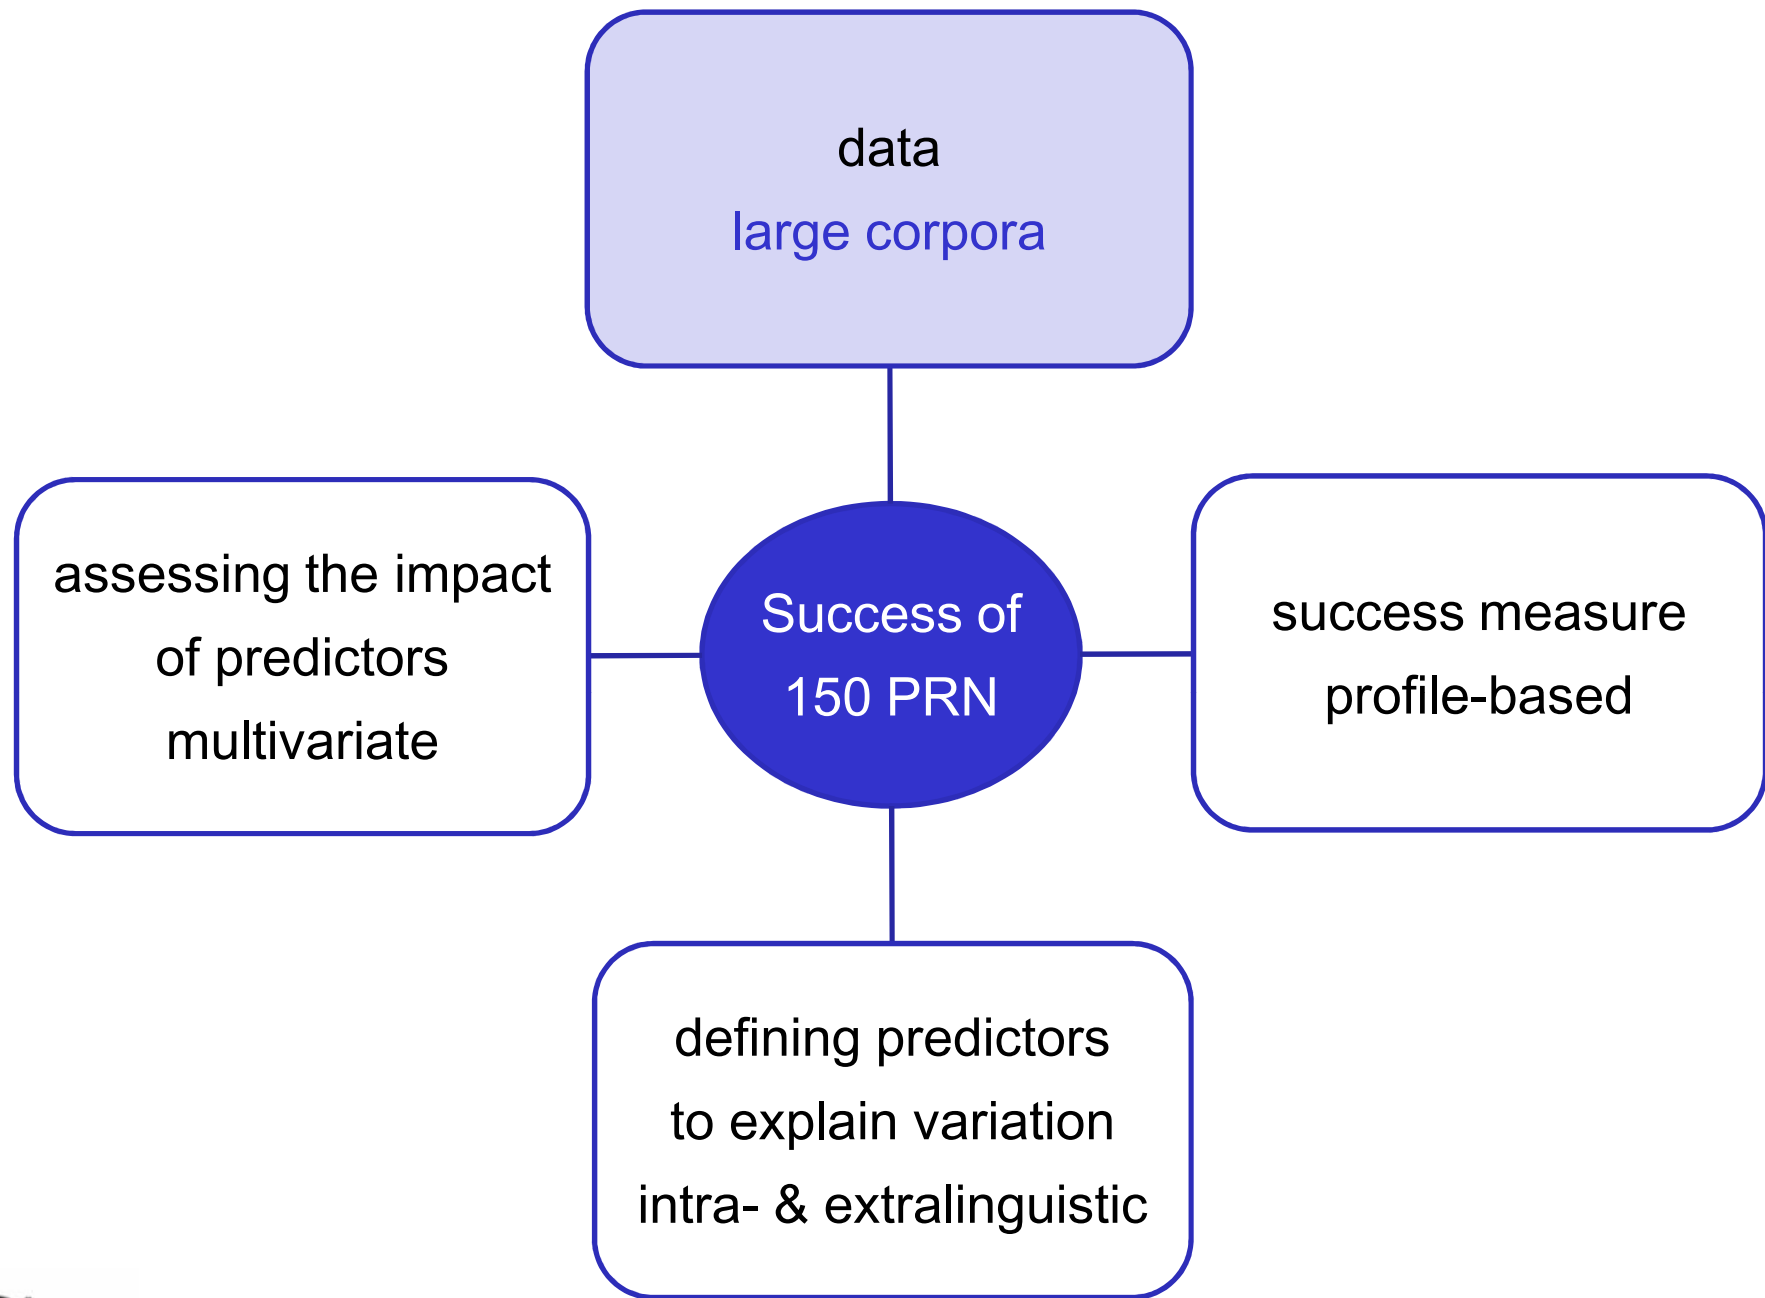 data
large corpora
assessing the impact
of predictors
multivariate
Success of
150 PRN
success measure
profile-based
defining predictors
to explain variation
intra- & extralinguistic